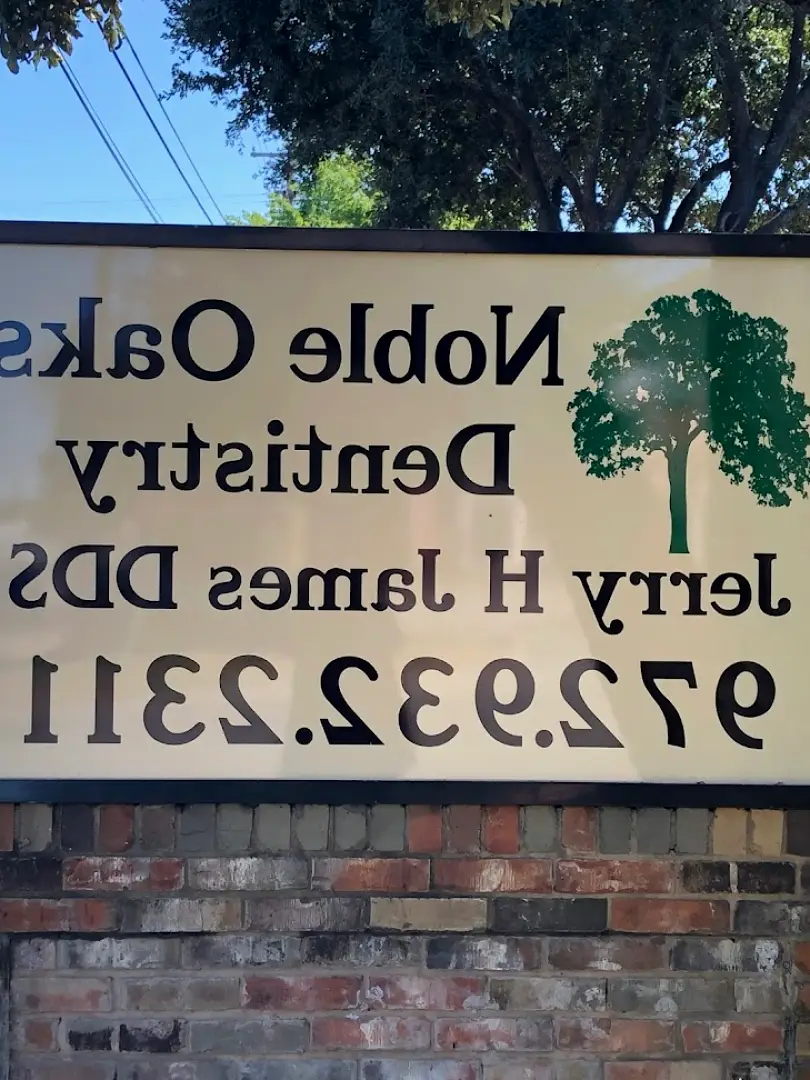 Noble Oaks
Dentistry
Jerry H James DDS
972.932.2311